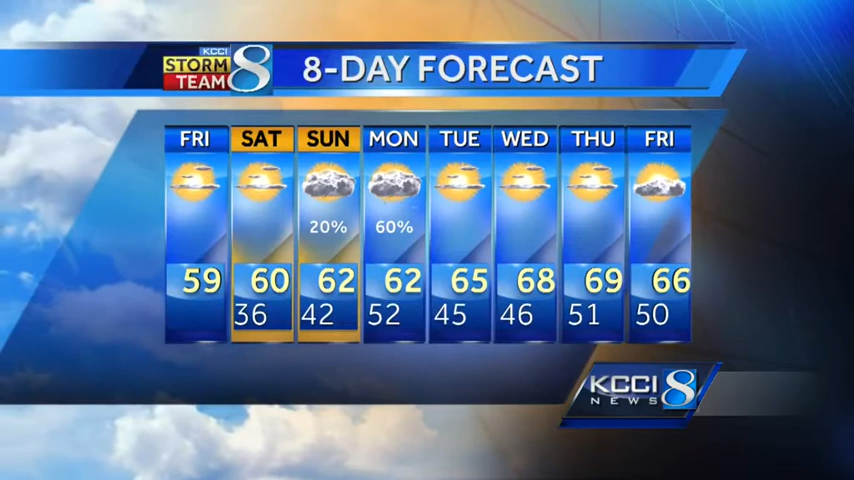 KCCI
STORM
TEAM 8
8-DAY FORECAST
FRI SAT SUN MON TUE WED THU FRI
20% 60%
59 60 62 62 65 68 69 66
36 42 52 45 46 51 50
KCCI 8
NEWS